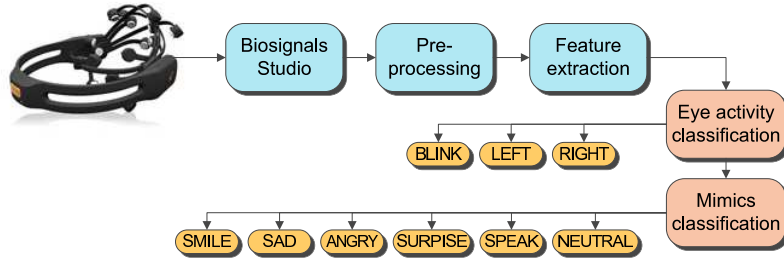 Biosignals
Studio
Pre-
processing
Feature
extraction
Eye activity
classification
BLINK
LEFT
RIGHT
Mimics
classification
SMILE
SAD
ANGRY
SURPISE
SPEAK
NEUTRAL